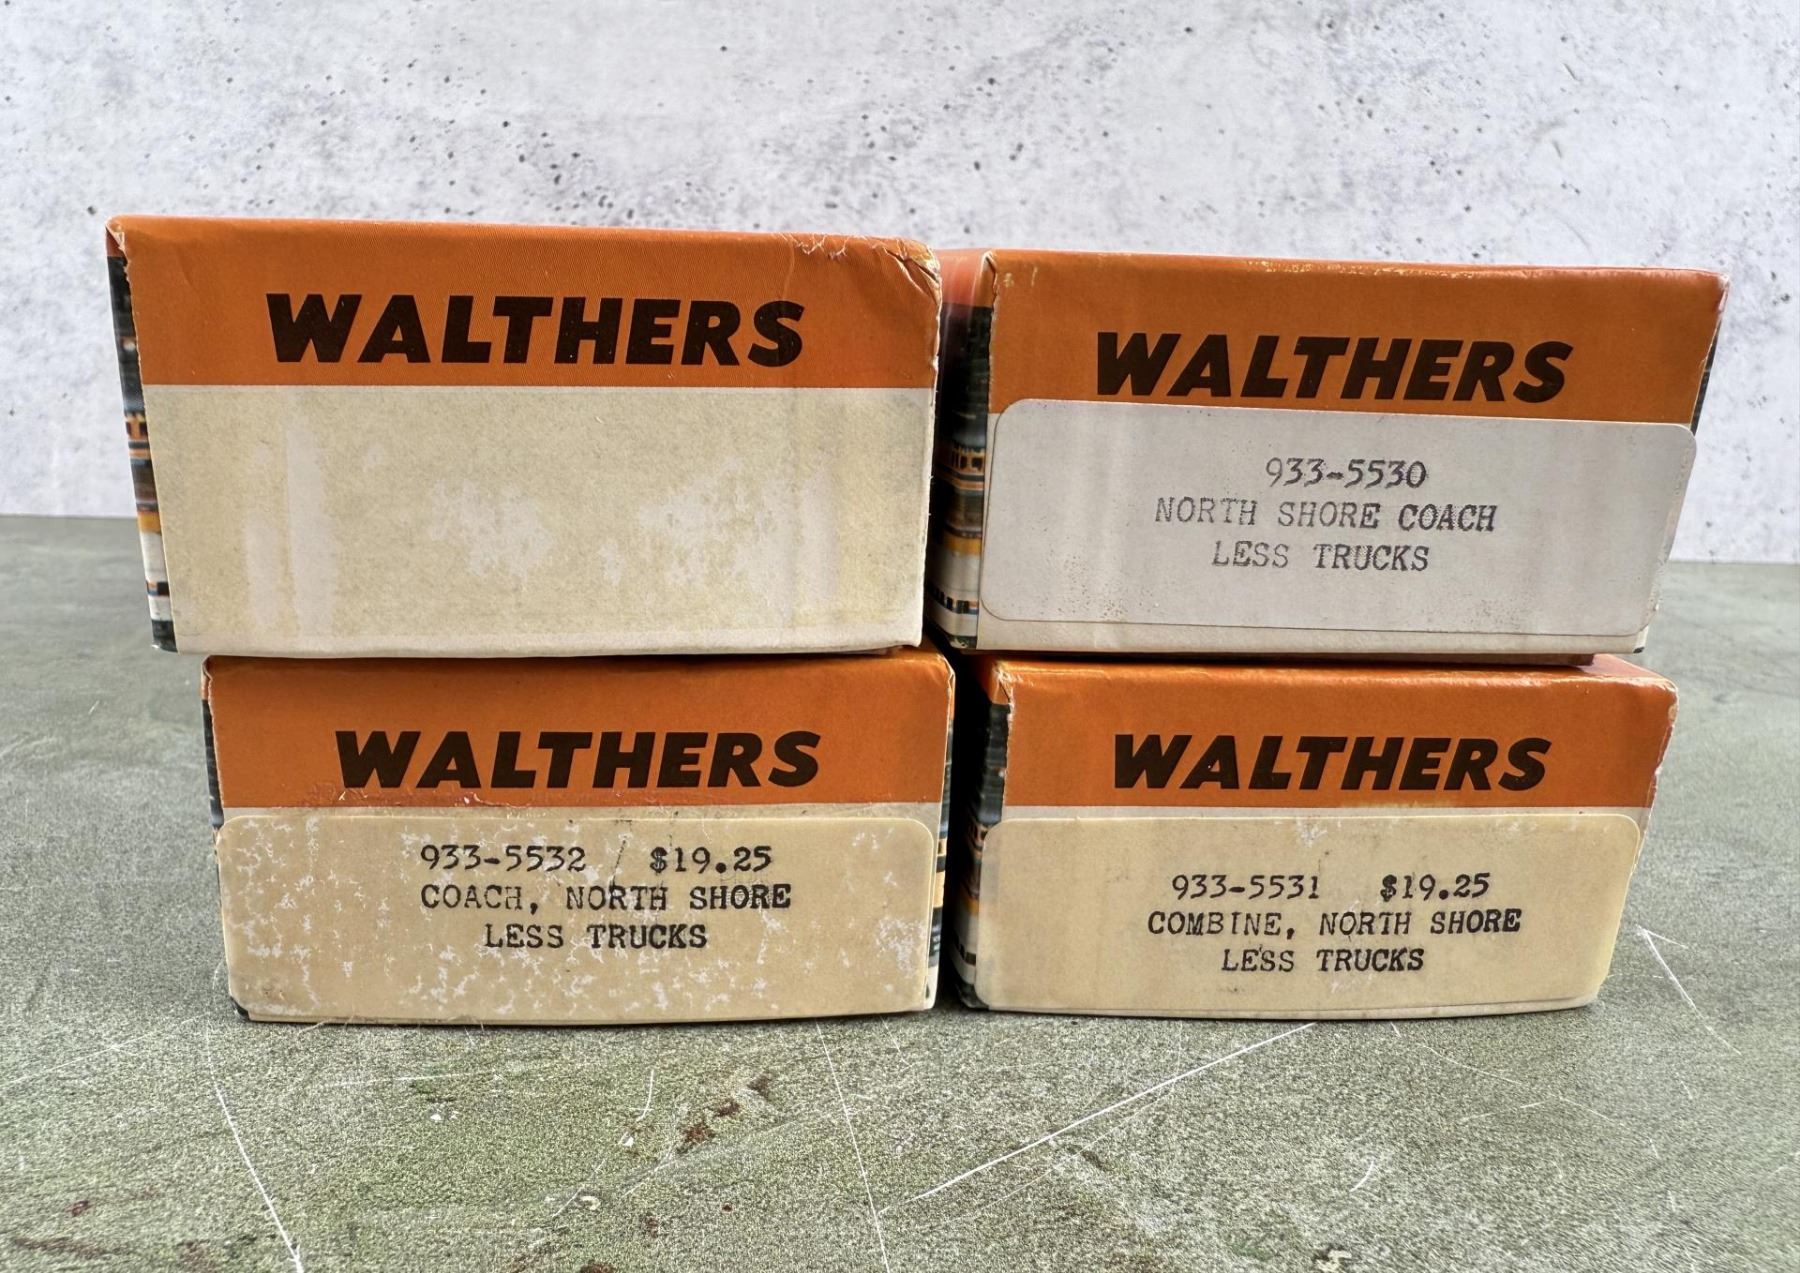 WALTHERS
WALTHERS
933-5530
NORTH SHORE COACH
LESS TRUCKS
WALTHERS
933-5532 $19.25
COACH, NORTH SHORE
LESS TRUCKS
WALTHERS
933-5531 $19.25
COMBINE, NORTH SHORE
LESS TRUCKS